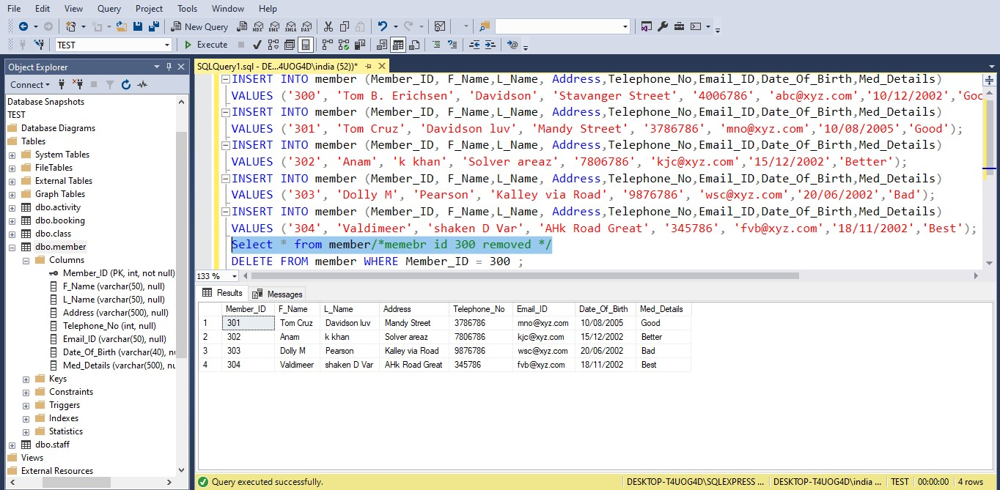 File Edit View Query Project Tools Window Help
New Query MDX DMX XMLA DAX
TEST Execute
Object Explorer
SQLQuery1.sql - DE...4UOG4D\india (52))*
Connect
Database Snapshots
TEST
Database Diagrams
Tables
System Tables
FileTables
External Tables
Graph Tables
dbo.activity
dbo.booking
dbo.class
dbo.member
Columns
Member_ID (PK, int, not null)
F_Name (varchar(50), null)
L_Name (varchar(50), null)
Address (varchar(500), null)
Telephone_No (int, null)
Email_ID (varchar(50), null)
Date_Of_Birth (varchar(40), nu
Med_Details (varchar(500), nu
Keys
Constraints
Triggers
Indexes
Statistics
dbo.staff
Views
External Resources
INSERT INTO member (Member_ID, F_Name,L_Name, Address,Telephone_No,Email_ID,Date_Of_Birth,Med_Details)
VALUES ('300', 'Tom B. Erichsen', 'Davidson', 'Stavanger Street', '4006786', 'abc@xyz.com','10/12/2002','Goo
INSERT INTO member (Member_ID, F_Name,L_Name, Address,Telephone_No,Email_ID,Date_Of_Birth,Med_Details)
VALUES ('301', 'Tom Cruz', 'Davidson luv', 'Mandy Street', '3786786', 'mno@xyz.com','10/08/2005','Good');
INSERT INTO member (Member_ID, F_Name,L_Name, Address,Telephone_No,Email_ID,Date_Of_Birth,Med_Details)
VALUES ('302', 'Anam', 'k khan', 'Solver areaz', '7806786', 'kjc@xyz.com','15/12/2002','Better');
INSERT INTO member (Member_ID, F_Name,L_Name, Address,Telephone_No,Email_ID,Date_Of_Birth,Med_Details)
VALUES ('303', 'Dolly M', 'Pearson', 'Kalley via Road', '9876786', 'wsc@xyz.com','20/06/2002','Bad');
INSERT INTO member (Member_ID, F_Name,L_Name, Address,Telephone_No,Email_ID,Date_Of_Birth,Med_Details)
VALUES ('304', 'Valdimeer', 'shaken D Var', 'AHk Road Great', '345786', 'fvb@xyz.com','18/11/2002','Best');
Select * from member/*memebr id 300 removed */
DELETE FROM member WHERE Member_ID = 300 ;
133 %
Results Messages
Member_ID F_Name L_Name Address Telephone_No Email_ID Date_Of_Birth Med_Details
1 301 Tom Cruz Davidson luv Mandy Street 3786786 mno@xyz.com 10/08/2005 Good
2 302 Anam k khan Solver areaz 7806786 kjc@xyz.com 15/12/2002 Better
3 303 Dolly M Pearson Kalley via Road 9876786 wsc@xyz.com 20/06/2002 Bad
4 304 Valdimeer shaken D Var AHk Road Great 345786 fvb@xyz.com 18/11/2002 Best
Query executed successfully. DESKTOP-T4UOG4D\SQLEXPRESS ... DESKTOP-T4UOG4D\india ... TEST 00:00:00 4 rows